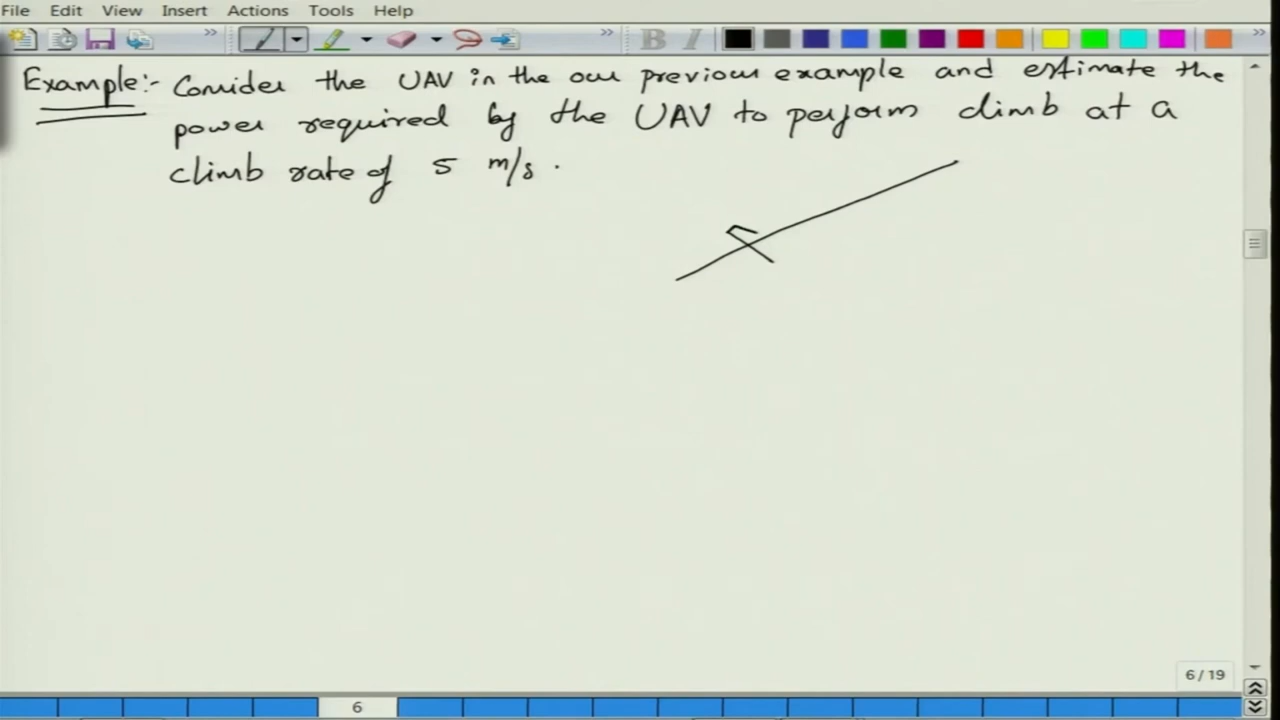 File Edit View Insert Actions Tools Help
B I
Example:- Consider the UAV in the our previous example and estimate the
power required by the UAV to perform climb at a
climb rate of 5 m/s.
6 / 19
6